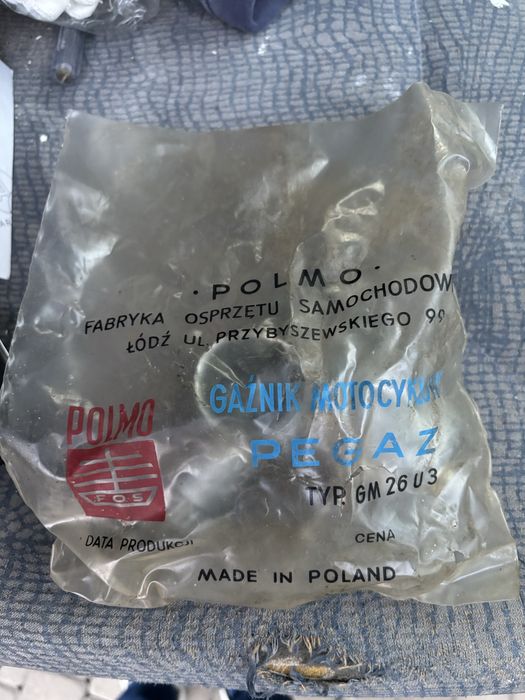 · POLMO ·
FABRYKA OSPRZĘTU SAMOCHODOW
ŁÓDŹ UL. PRZYBYSZEWSKIEGO 99
GAŹNIK
PEGAZ
TYP. GM 26 U3
POLMO
F.O.S
DATA PRODUKCJI
CENA
MADE IN POLAND